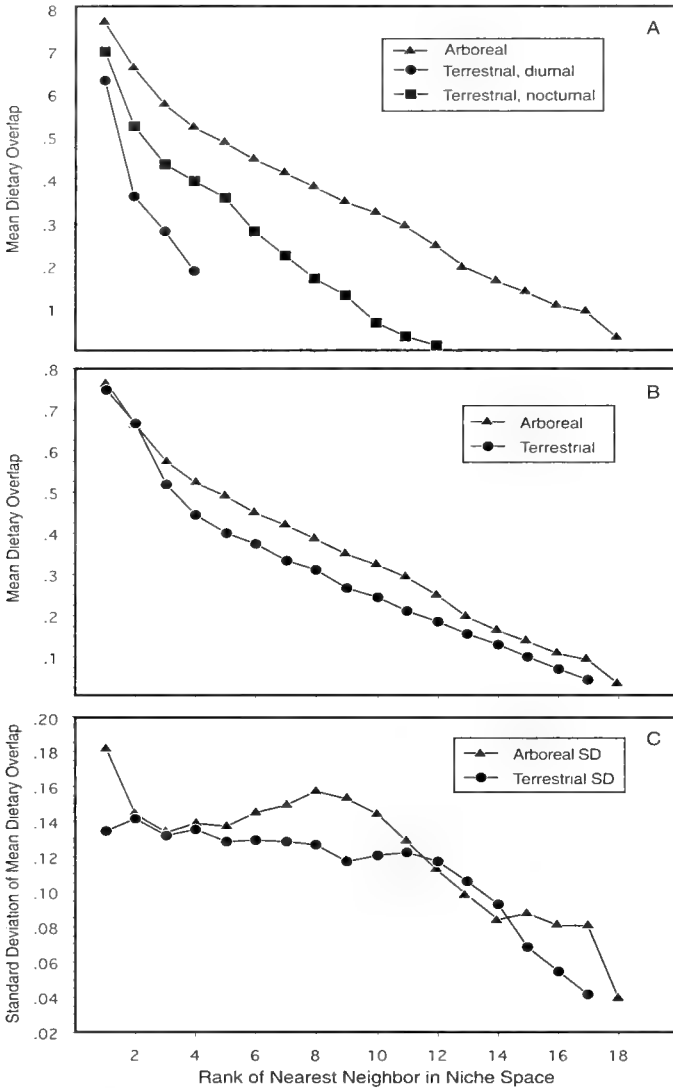 A
Mean Dietary Overlap
8
7
6
.5
.4
.3
.2
1
Arboreal
Terrestrial, diurnal
Terrestrial, nocturnal
B
Mean Dietary Overlap
.8
.7
.6
.5
.4
.3
.2
.1
Arboreal
Terrestrial
C
Standard Deviation of Mean Dietary Overlap
.20
.18
.16
.14
.12
.10
.08
.06
.04
.02
Arboreal SD
Terrestrial SD
2 4 6 8 10 12 14 16 18
Rank of Nearest Neighbor in Niche Space